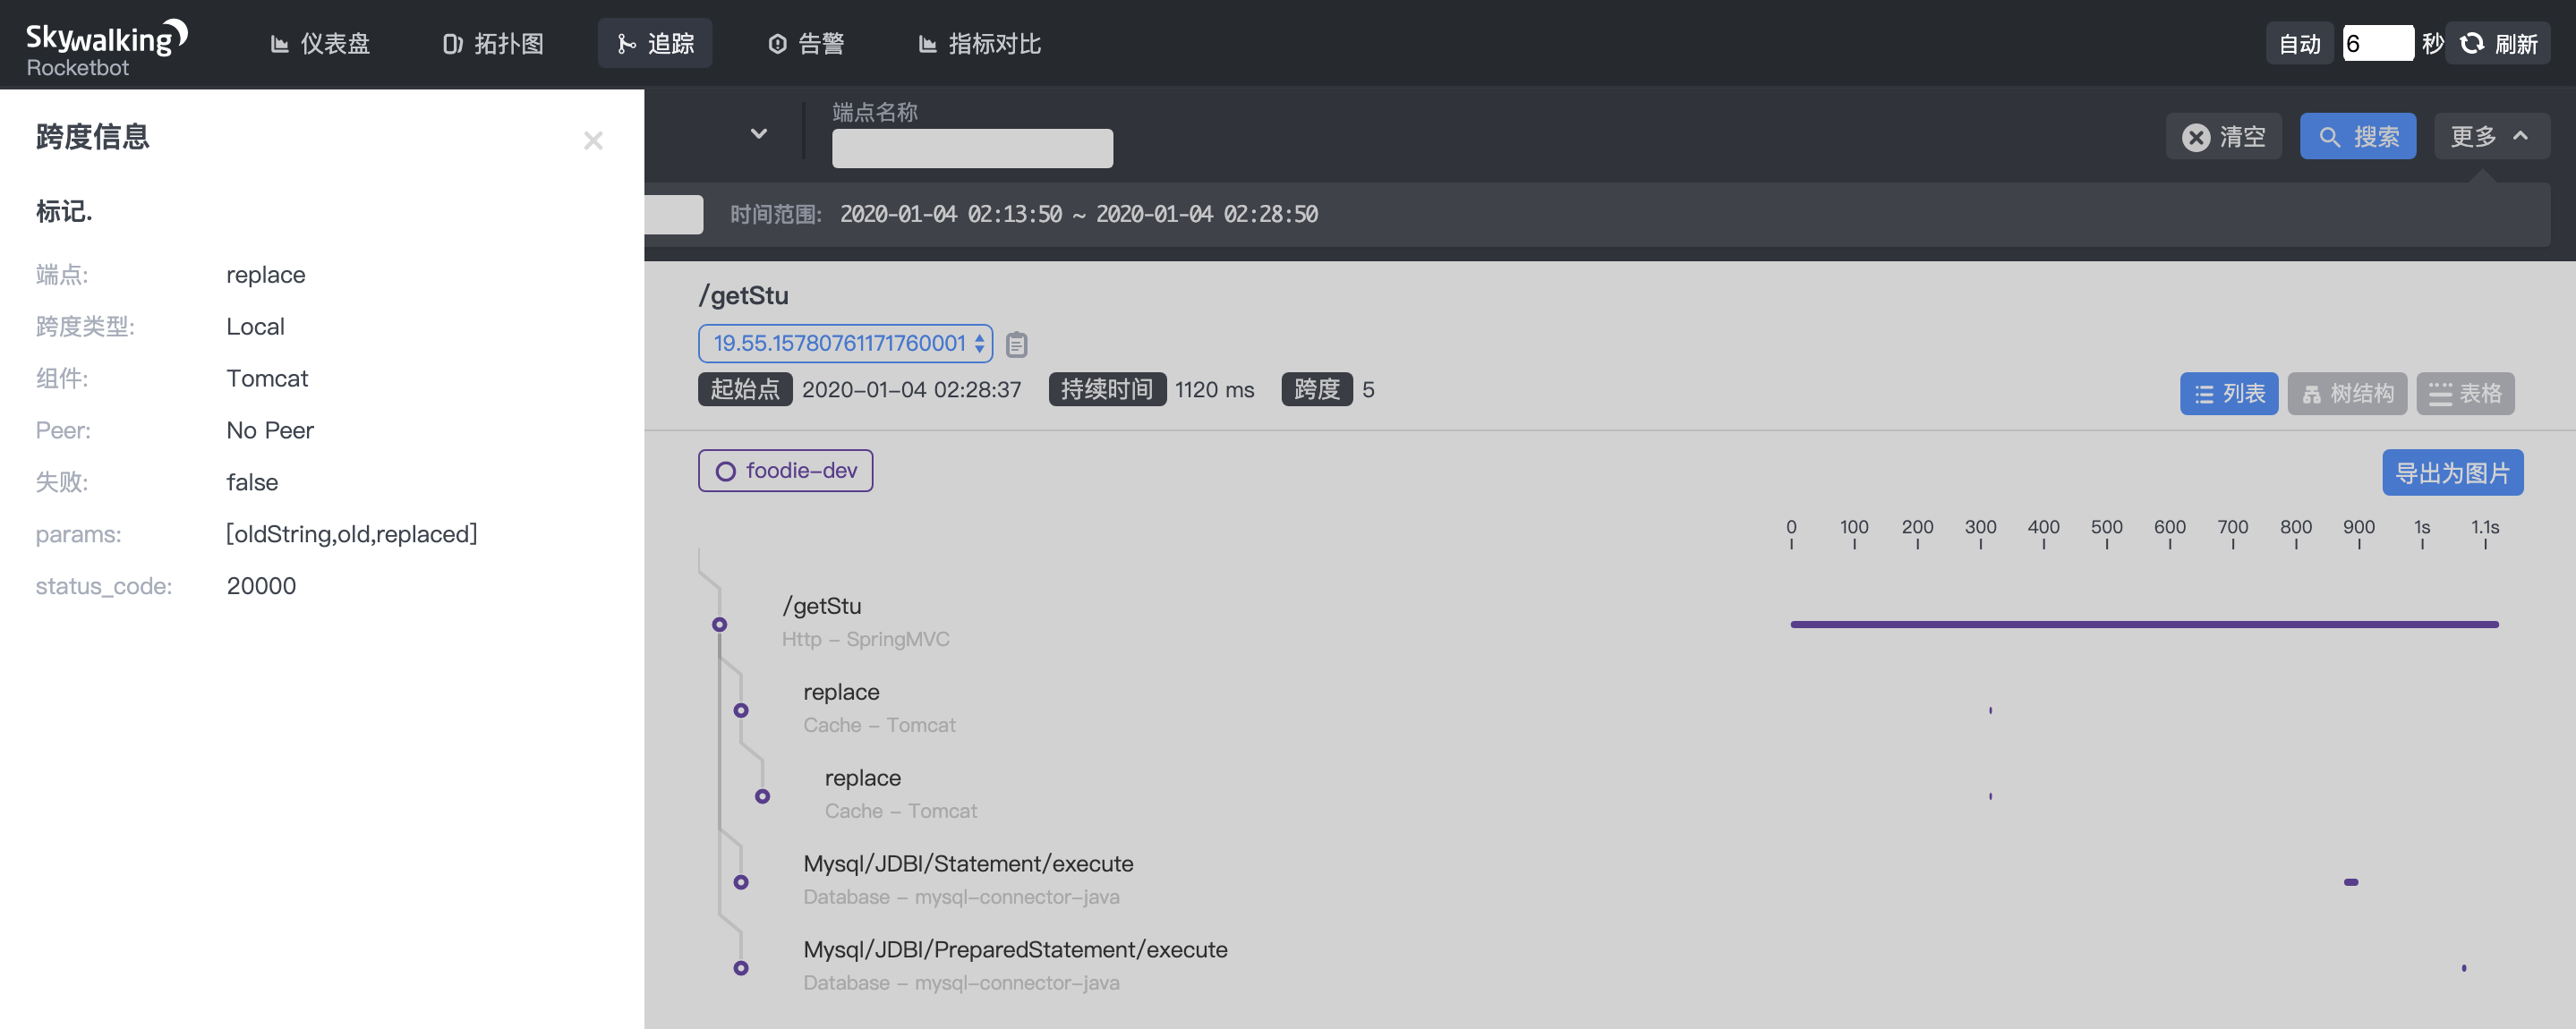 Skywalking
Rocketbot
仪表盘
拓扑图
追踪
告警
指标对比
自动
6
秒
刷新
跨度信息
标记.
端点: replace
跨度类型: Local
组件: Tomcat
Peer: No Peer
失败: false
params: [oldString,old,replaced]
status_code: 20000
端点名称
清空
搜索
更多
时间范围: 2020-01-04 02:13:50 ~ 2020-01-04 02:28:50
/getStu
19.55.15780761171760001
起始点 2020-01-04 02:28:37 持续时间 1120 ms 跨度 5
列表
树结构
表格
foodie-dev
导出为图片
0 100 200 300 400 500 600 700 800 900 1s 1.1s
/getStu
Http - SpringMVC
replace
Cache - Tomcat
replace
Cache - Tomcat
Mysql/JDBI/Statement/execute
Database - mysql-connector-java
Mysql/JDBI/PreparedStatement/execute
Database - mysql-connector-java